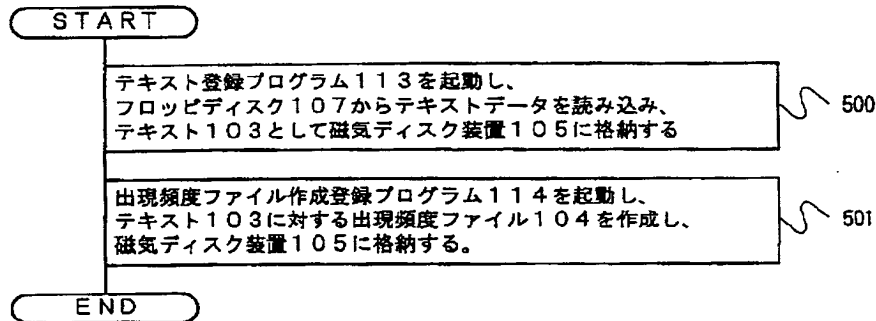 START
テキスト登録プログラム113を起動し、
フロッピディスク107からテキストデータを読み込み、
テキスト103として磁気ディスク装置105に格納する
500
出現頻度ファイル作成登録プログラム114を起動し、
テキスト103に対する出現頻度ファイル104を作成し、
磁気ディスク装置105に格納する。
501
END